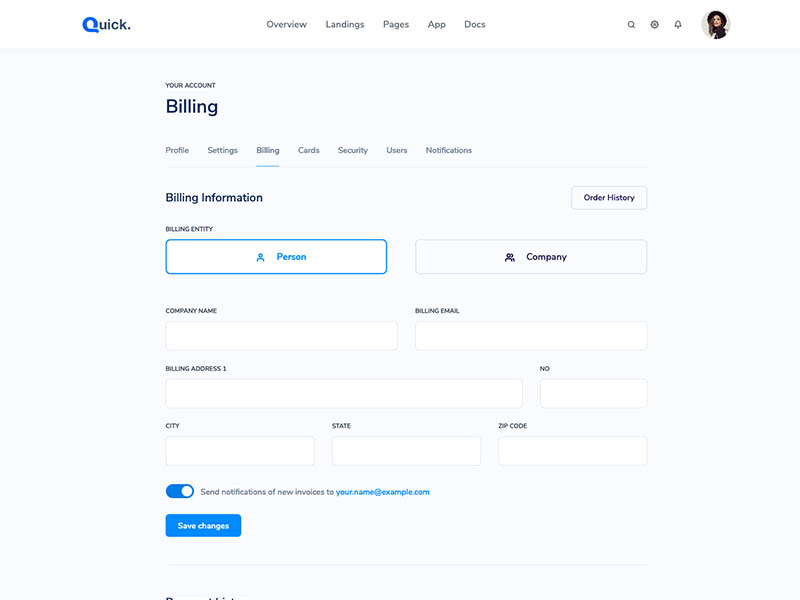 Quick.
Overview Landings Pages App Docs
YOUR ACCOUNT
Billing
Profile Settings Billing Cards Security Users Notifications
Billing Information
Order History
BILLING ENTITY
Person
Company
COMPANY NAME
BILLING EMAIL
BILLING ADDRESS 1
NO
CITY
STATE
ZIP CODE
Send notifications of new invoices to your.name@example.com
Save changes